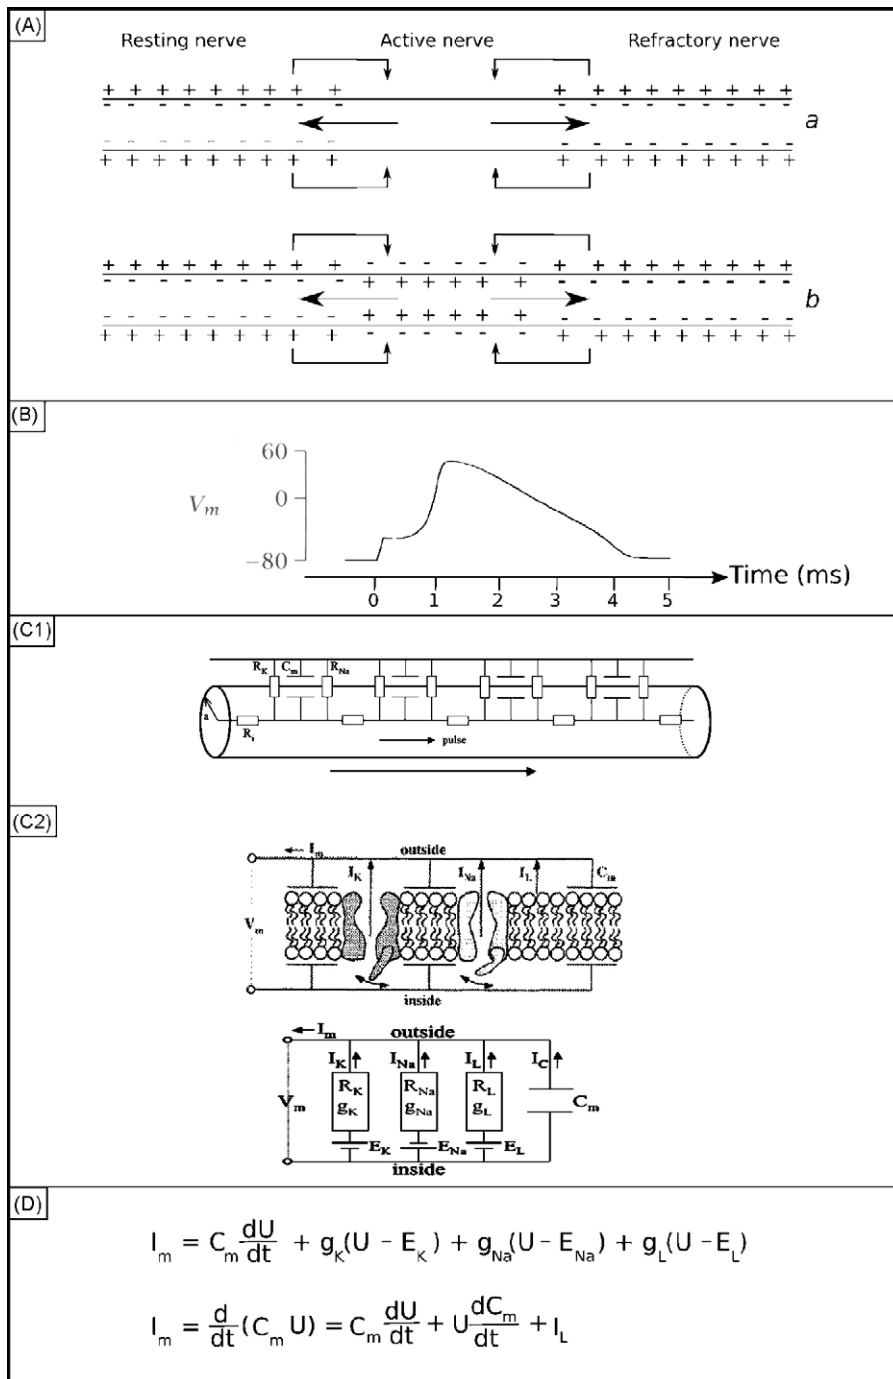 (A)
Resting nerve Active nerve Refractory nerve
+ + + + + + + + + + + + + + + + +
- - - - - - - - - - - - - - - - -
a
- - - - - - - - - - - - - - - - -
+ + + + + + + + + + + + + + + + +
+ + + + + + + + - - - - - + + + + + + + + +
- - - - - - - - + + + + + - - - - - - - - -
b
- - - - - - - - + + + + + - - - - - - - - -
+ + + + + + + + - - - - - + + + + + + + + +
(B)
60
V_m 0
−80
Time (ms)
0 1 2 3 4 5
(C1)
R_K C_m R_Na
a
R_i
pulse
(C2)
I_m outside
I_K I_Na I_L C_m
V_m
inside
I_m outside
I_K I_Na I_L I_C
R_K R_Na R_L
V_m g_K g_Na g_L C_m
E_K E_Na E_L
inside
(D)
I_m = C_m dU/dt + g_K(U - E_K) + g_Na(U - E_Na) + g_L(U - E_L)
I_m = d/dt (C_m U) = C_m dU/dt + U dC_m/dt + I_L